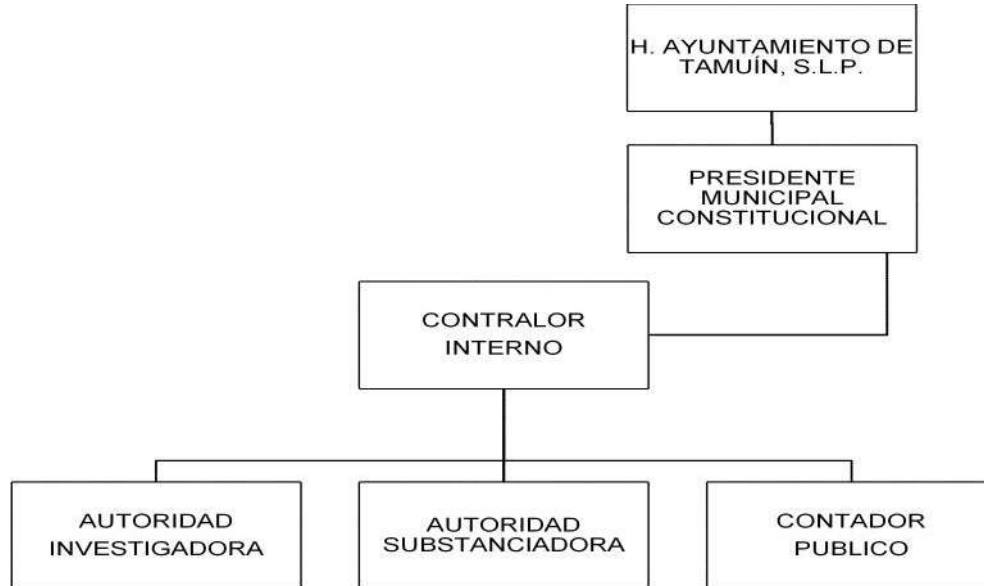 H. AYUNTAMIENTO DE
TAMUÍN, S.L.P.
PRESIDENTE
MUNICIPAL
CONSTITUCIONAL
CONTRALOR
INTERNO
AUTORIDAD
INVESTIGADORA
AUTORIDAD
SUBSTANCIADORA
CONTADOR
PUBLICO